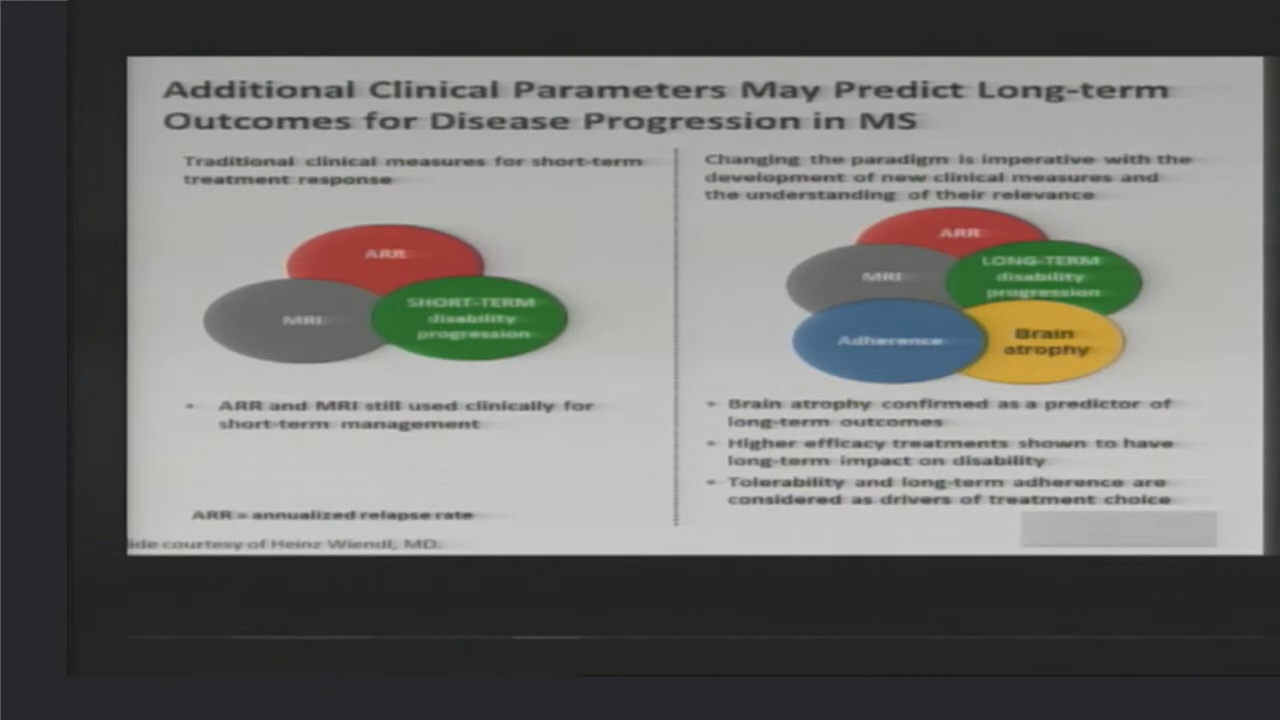 Additional Clinical Parameters May Predict Long-term
Outcomes for Disease Progression in MS
Traditional clinical measures for short-term
treatment response
ARR
MRI
SHORT-TERM
disability
progression
• ARR and MRI still used clinically for
short-term management
ARR = annualized relapse rate
Changing the paradigm is imperative with the
development of new clinical measures and
the understanding of their relevance
ARR
MRI
LONG-TERM
disability
progression
Adherence
Brain
atrophy
• Brain atrophy confirmed as a predictor of
long-term outcomes
• Higher efficacy treatments shown to have
long-term impact on disability
• Tolerability and long-term adherence are
considered as drivers of treatment choice
lide courtesy of Heinz Wiendl, MD.